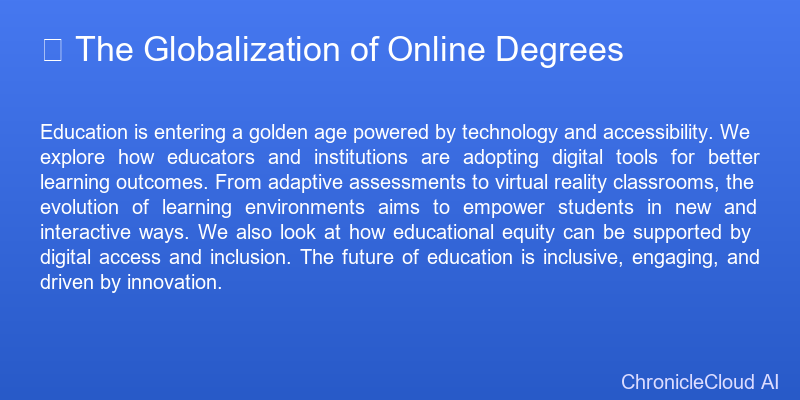 The Globalization of Online Degrees
Education is entering a golden age powered by technology and accessibility. We
explore how educators and institutions are adopting digital tools for better
learning outcomes. From adaptive assessments to virtual reality classrooms, the
evolution of learning environments aims to empower students in new and
interactive ways. We also look at how educational equity can be supported by
digital access and inclusion. The future of education is inclusive, engaging, and
driven by innovation.
ChronicleCloud AI